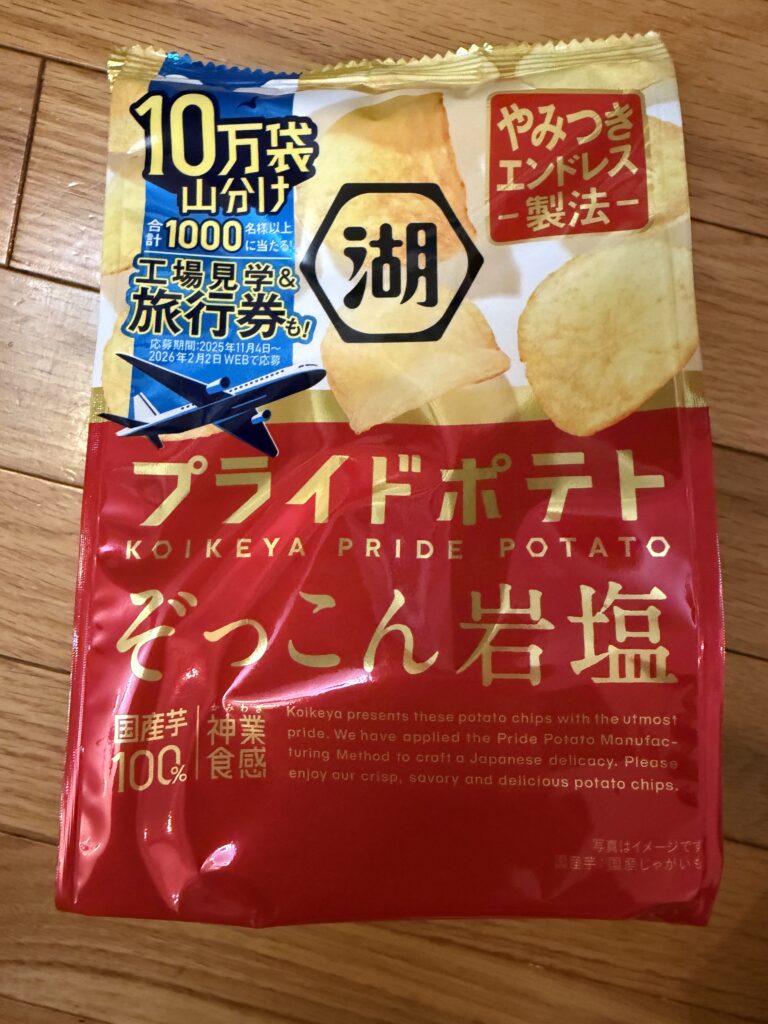 10万袋
山分け
合計1000名様以上に当たる!
工場見学&
旅行券も!
応募期間:2025年11月4日〜
2026年2月2日WEBで応募
湖
やみつき
エンドレス
-製法-
プライドポテト
KOIKEYA PRIDE POTATO
ぞっこん岩塩
国産芋
100%
かみわざ
神業
食感
Koikeya presents these potato chips with the utmost
pride. We have applied the Pride Potato Manufac-
turing Method to craft a Japanese delicacy. Please
enjoy our crisp, savory and delicious potato chips.
写真はイメージです
国産芋:国産じゃがいも